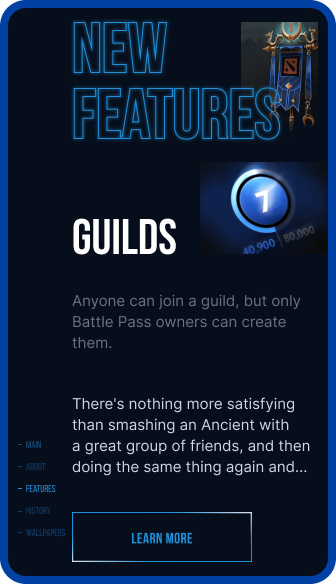 NEW
FEATURES
7
40,900 | 80,000
GUILDS
Anyone can join a guild, but only
Battle Pass owners can create
them.
There's nothing more satisfying
than smashing an Ancient with
a great group of friends, and then
doing the same thing again and...
– MAIN
– ABOUT
– FEATURES
– HISTORY
– WALLPAPERS
LEARN MORE